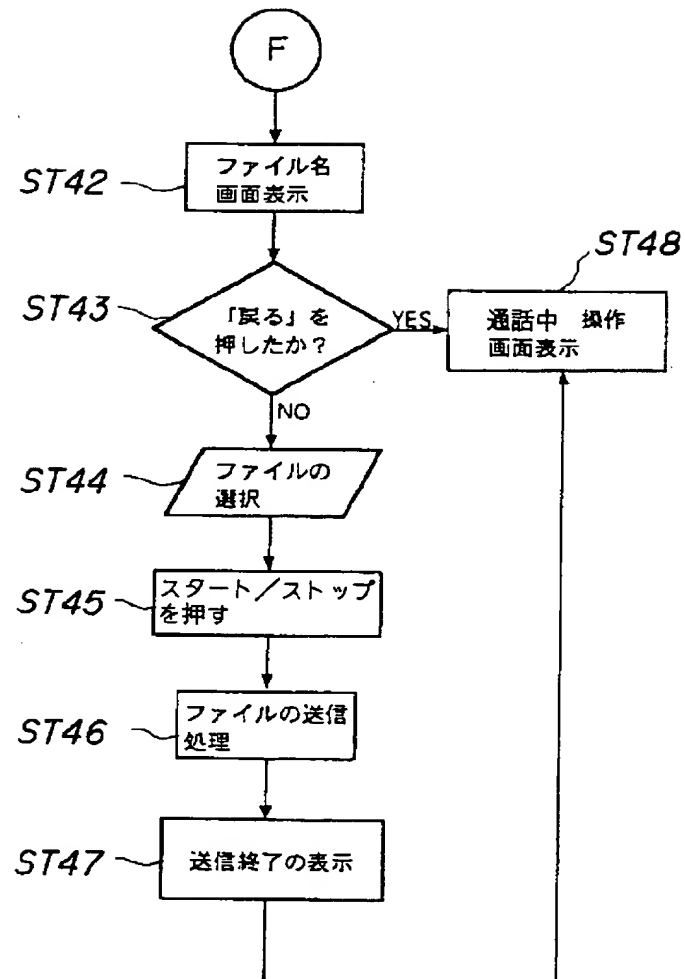 F
ST42
ファイル名
画面表示
ST48
ST43
「戻る」を
押したか?
YES
通話中 操作
画面表示
NO
ST44
ファイルの
選択
ST45
スタート/ストップ
を押す
ST46
ファイルの送信
処理
ST47
送信終了の表示